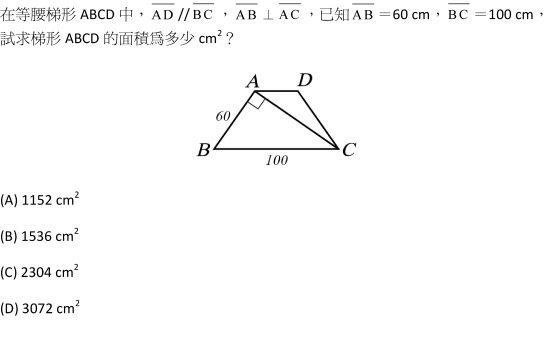 在等腰梯形 ABCD 中，AD // BC ，AB ⊥ AC ，已知 AB ＝60 cm，BC ＝100 cm，
試求梯形 ABCD 的面積爲多少 cm²？
A D
60
B C
100
(A) 1152 cm²
(B) 1536 cm²
(C) 2304 cm²
(D) 3072 cm²